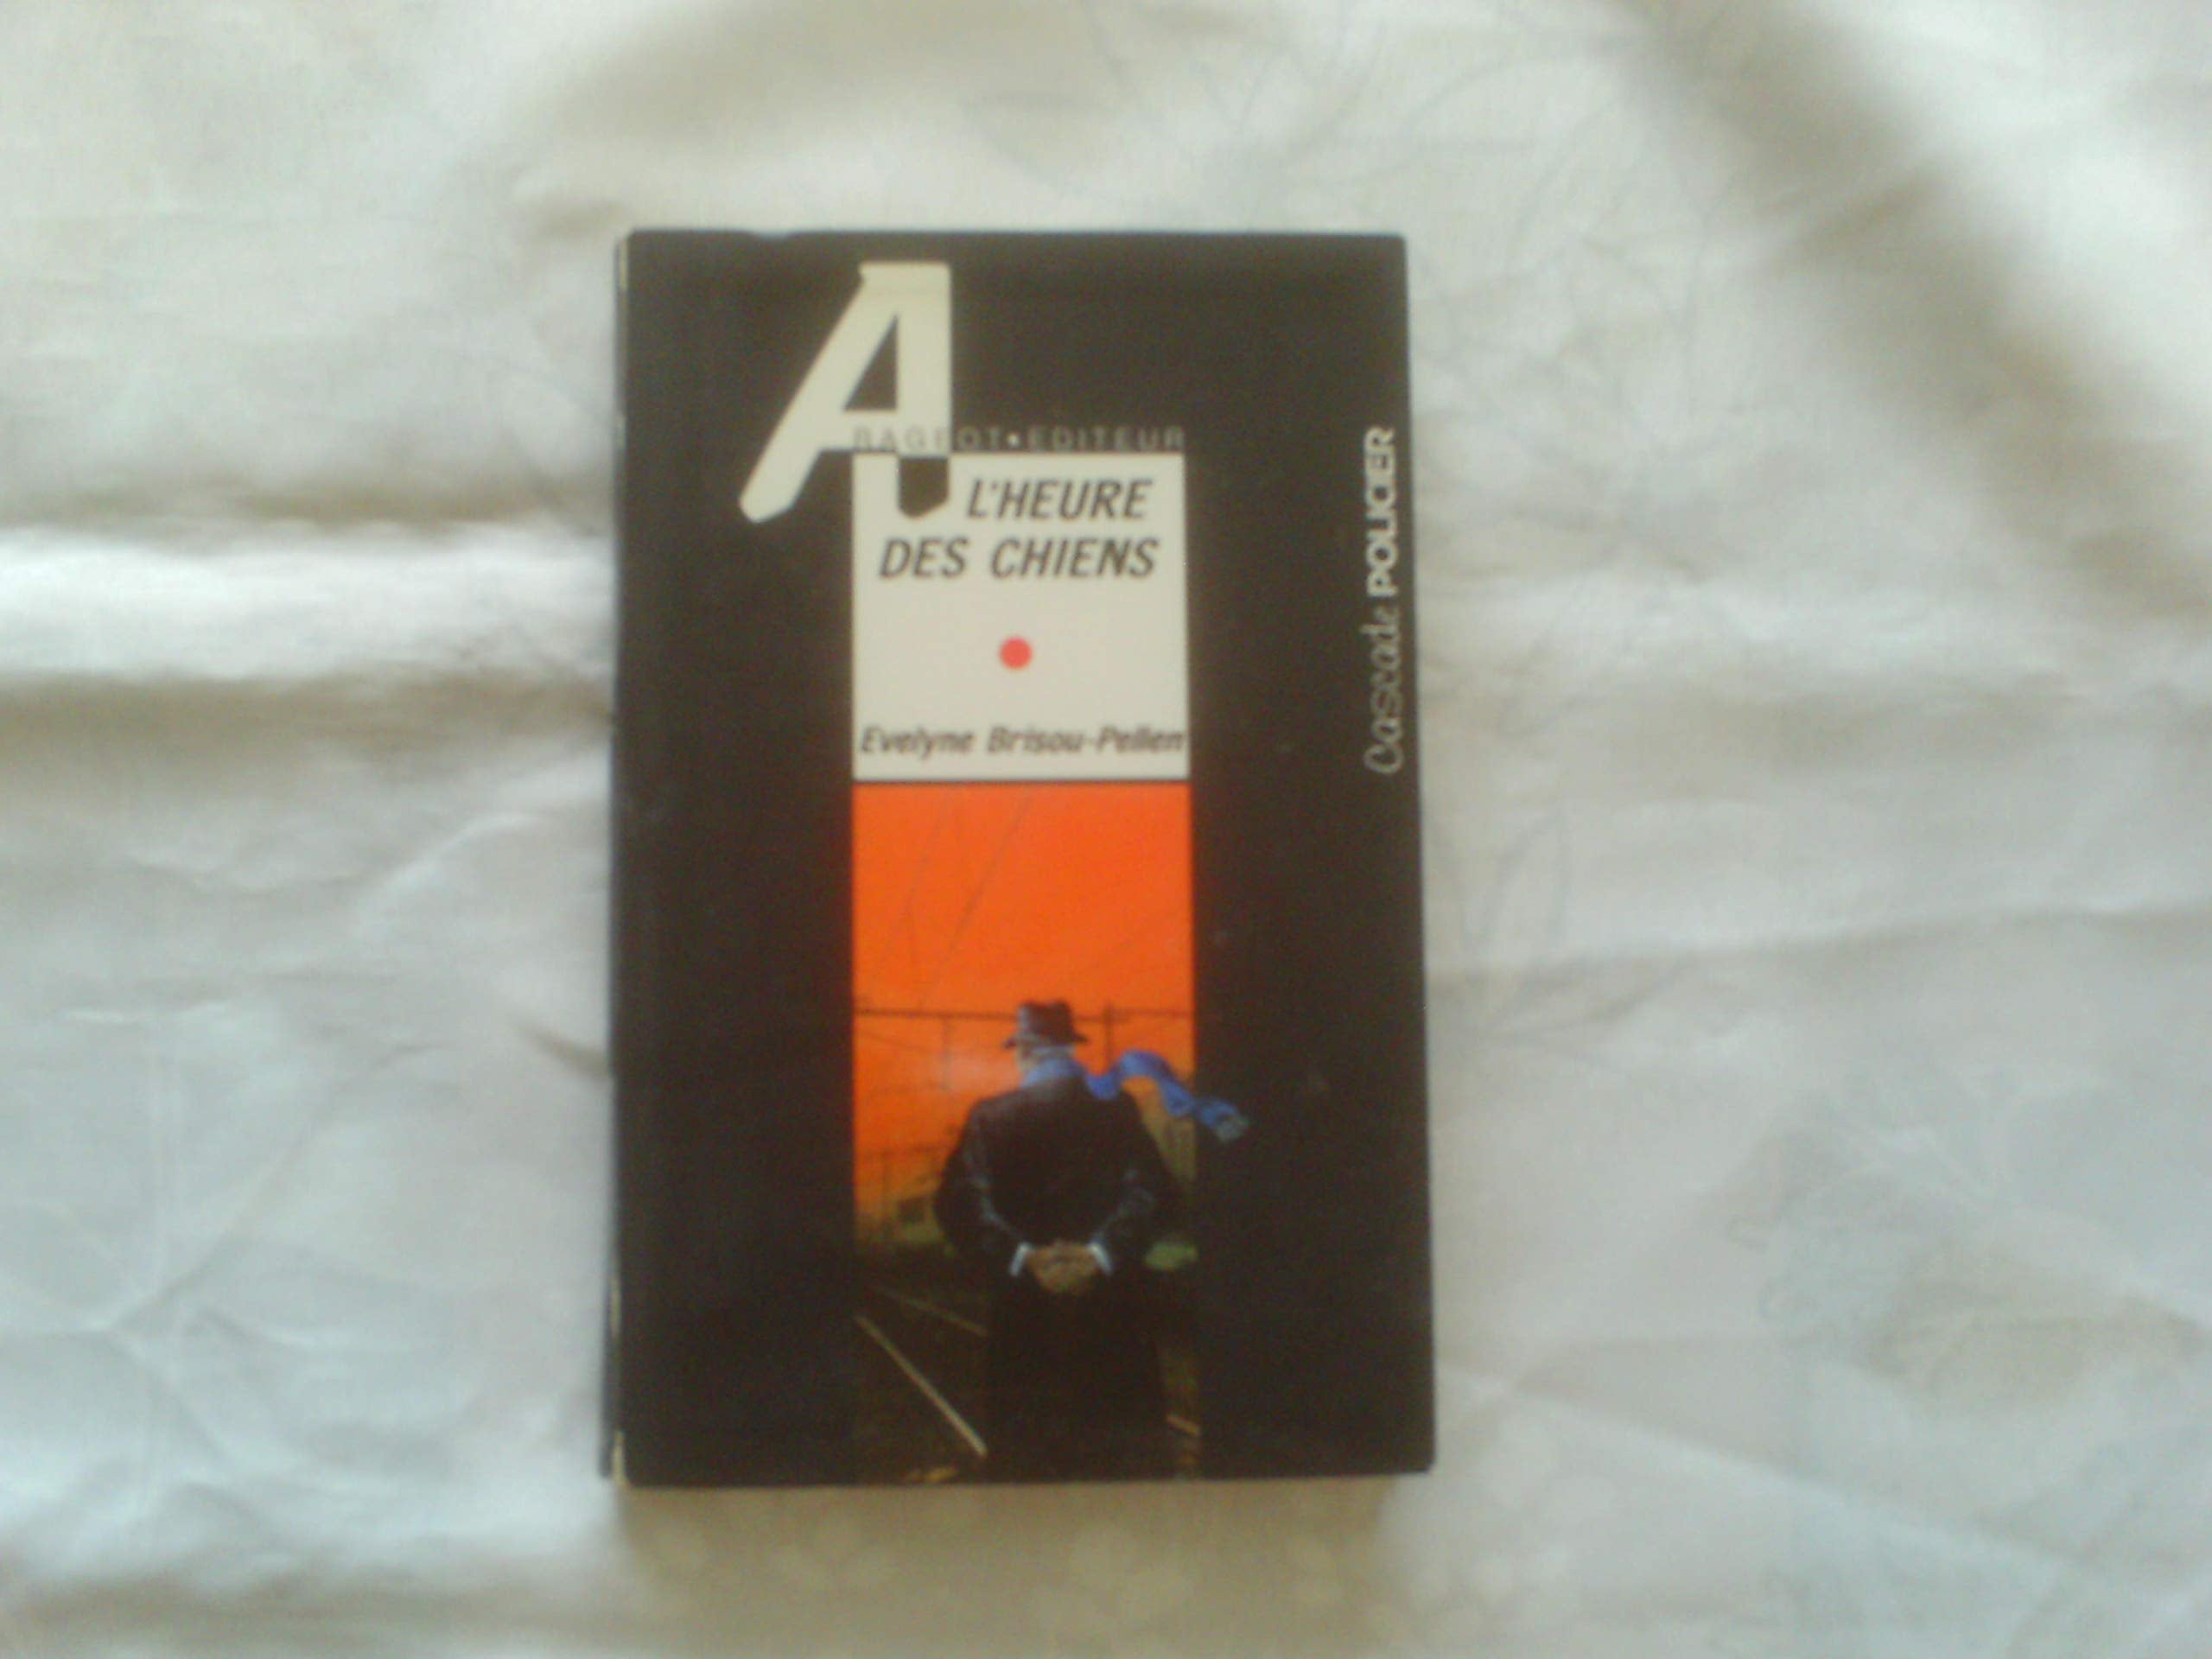 A
RAGEOT•EDITEUR
L'HEURE
DES CHIENS
Evelyne Brisou-Pellen
Cascade POLICIER